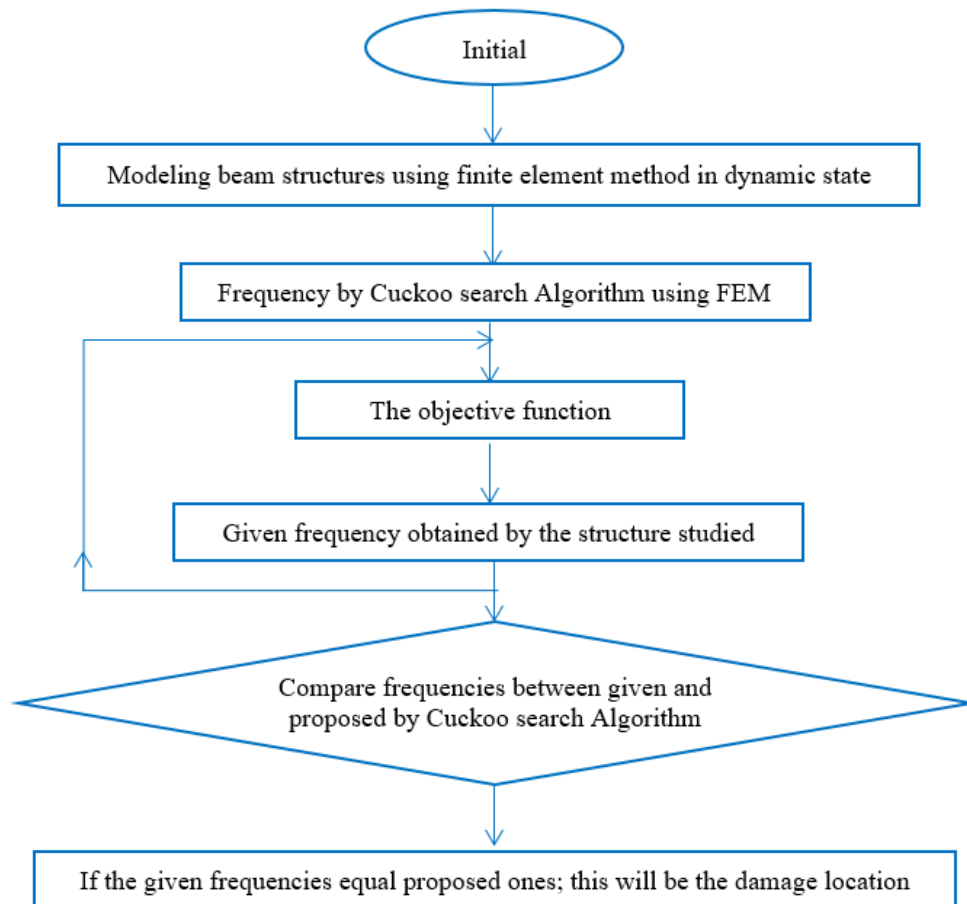 Initial
Modeling beam structures using finite element method in dynamic state
Frequency by Cuckoo search Algorithm using FEM
The objective function
Given frequency obtained by the structure studied
Compare frequencies between given and
proposed by Cuckoo search Algorithm
If the given frequencies equal proposed ones; this will be the damage location